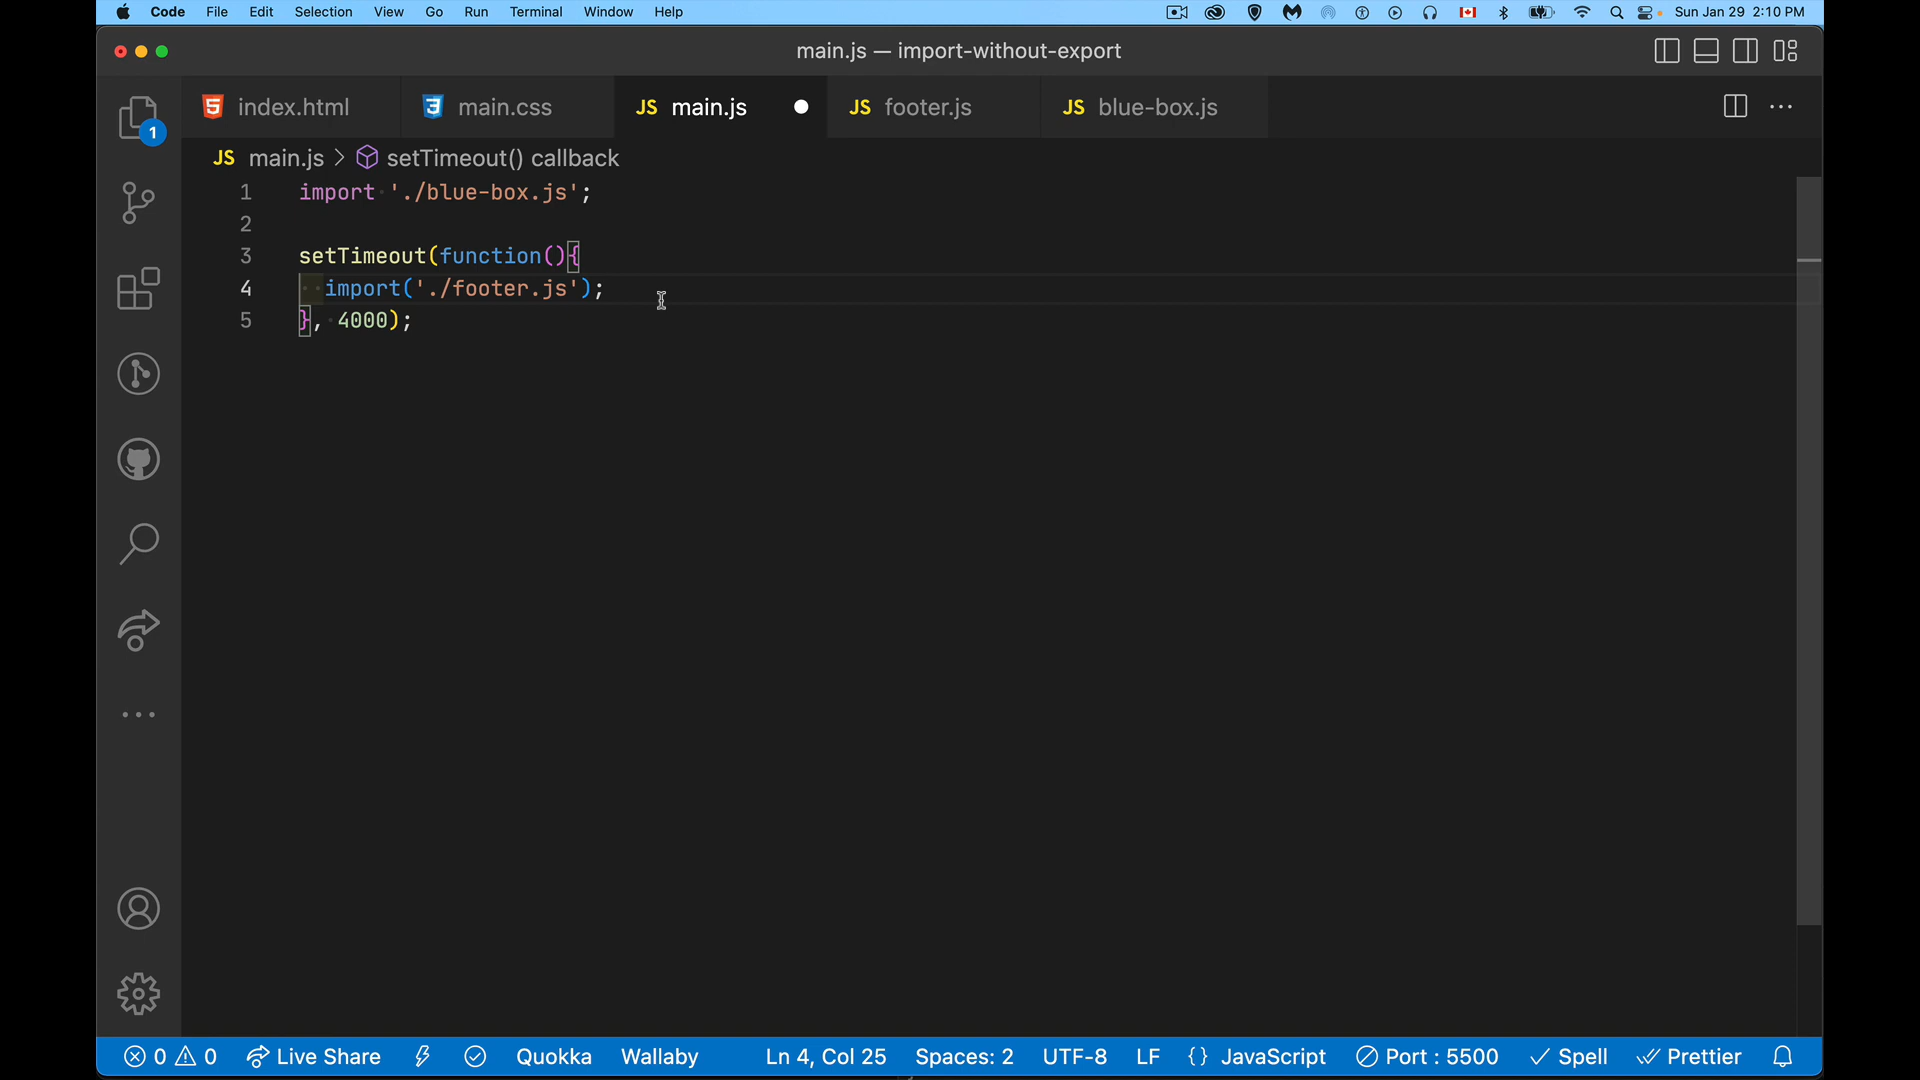 Code File Edit Selection View Go Run Terminal Window Help Sun Jan 29 2:10 PM
main.js — import-without-export
index.html main.css JS main.js JS footer.js JS blue-box.js
1
JS main.js > setTimeout() callback
1 import './blue-box.js';
2
3 setTimeout(function(){
4 import('./footer.js');
5 }, 4000);
0 0 Live Share Quokka Wallaby Ln 4, Col 25 Spaces: 2 UTF-8 LF {} JavaScript Port : 5500 Spell Prettier